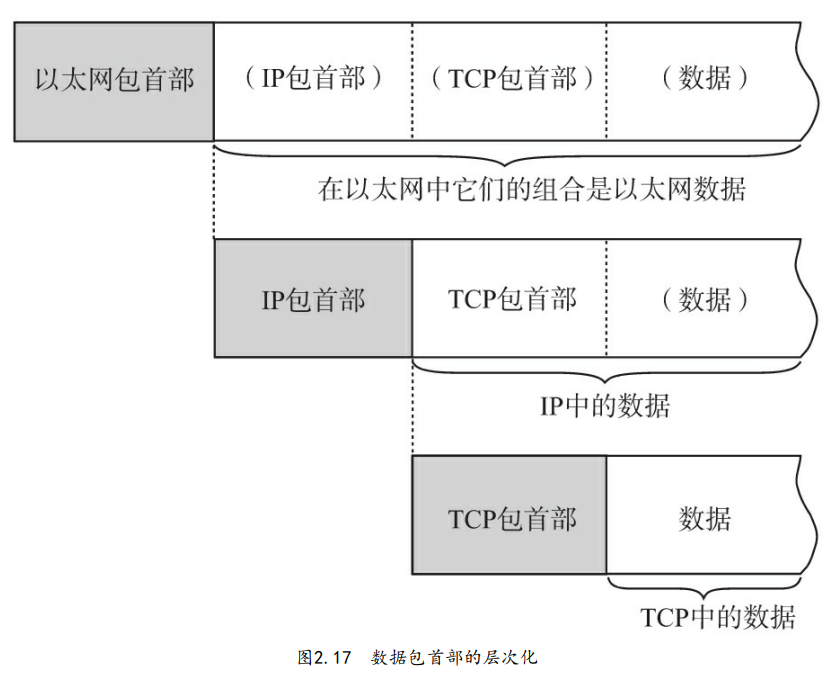 以太网包首部 （IP包首部） （TCP包首部） （数据）
在以太网中它们的组合是以太网数据
IP包首部 TCP包首部 （数据）
IP中的数据
TCP包首部 数据
TCP中的数据
图2.17 数据包首部的层次化